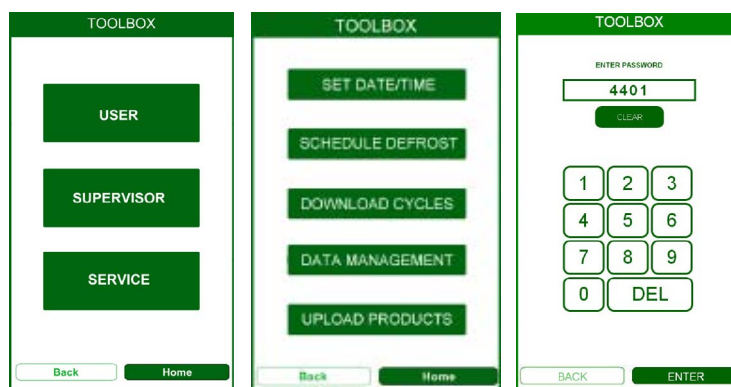 TOOLBOX
USER
SUPERVISOR
SERVICE
Back Home
TOOLBOX
SET DATE/TIME
SCHEDULE DEFROST
DOWNLOAD CYCLES
DATA MANAGEMENT
UPLOAD PRODUCTS
Back Home
TOOLBOX
ENTER PASSWORD
4401
CLEAR
1 2 3
4 5 6
7 8 9
0 DEL
BACK ENTER